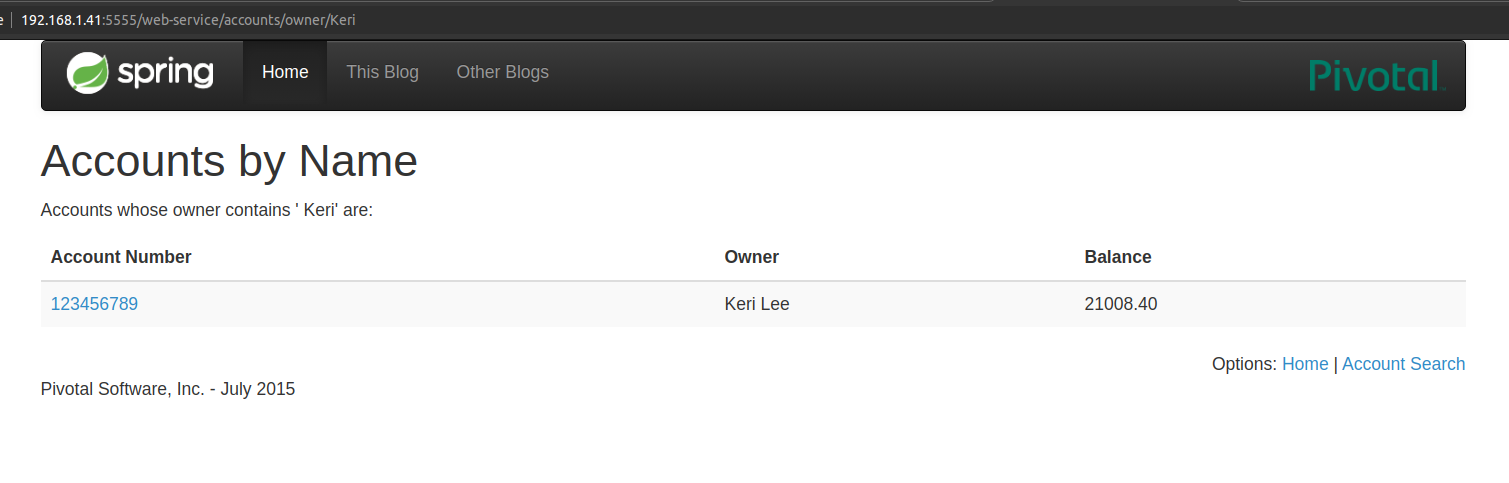 e 192.168.1.41:5555/web-service/accounts/owner/Keri
spring Home This Blog Other Blogs Pivotal™
Accounts by Name
Accounts whose owner contains ' Keri' are:
Account Number Owner Balance
123456789 Keri Lee 21008.40
Options: Home | Account Search
Pivotal Software, Inc. - July 2015